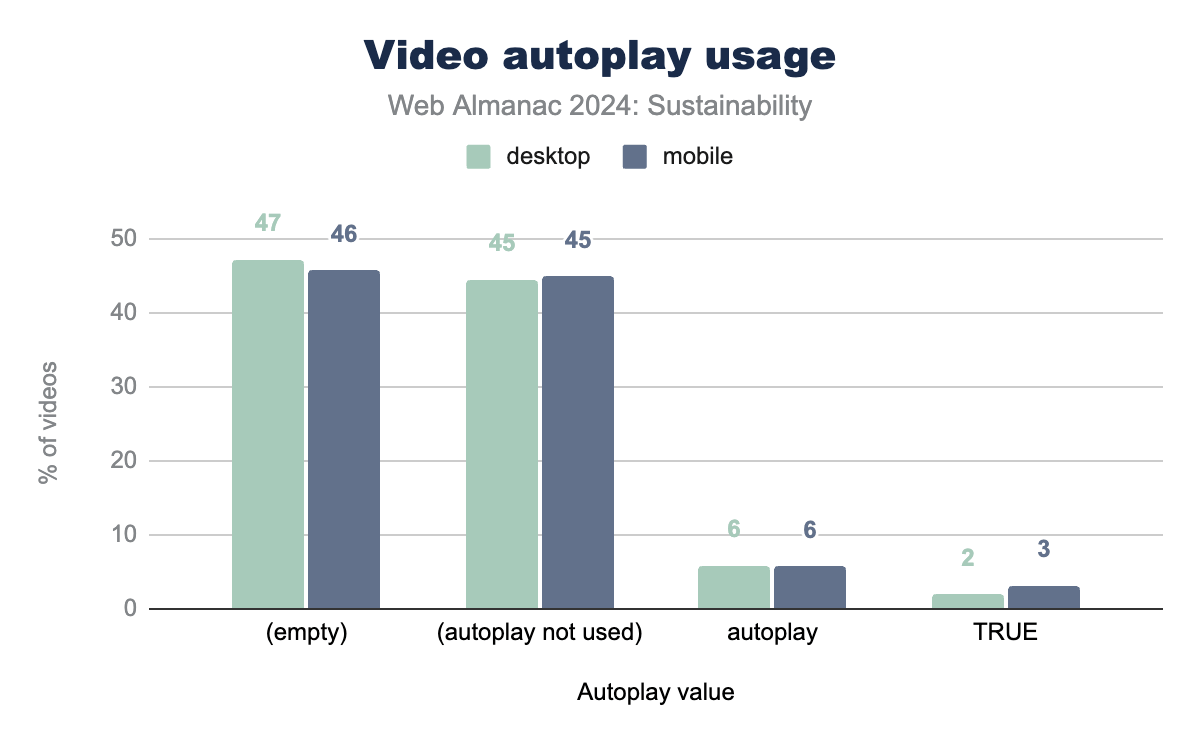 Video autoplay usage
Web Almanac 2024: Sustainability
desktop mobile
% of videos
50
40
30
20
10
0
47 46 45 45 6 6 2 3
(empty) (autoplay not used) autoplay TRUE
Autoplay value